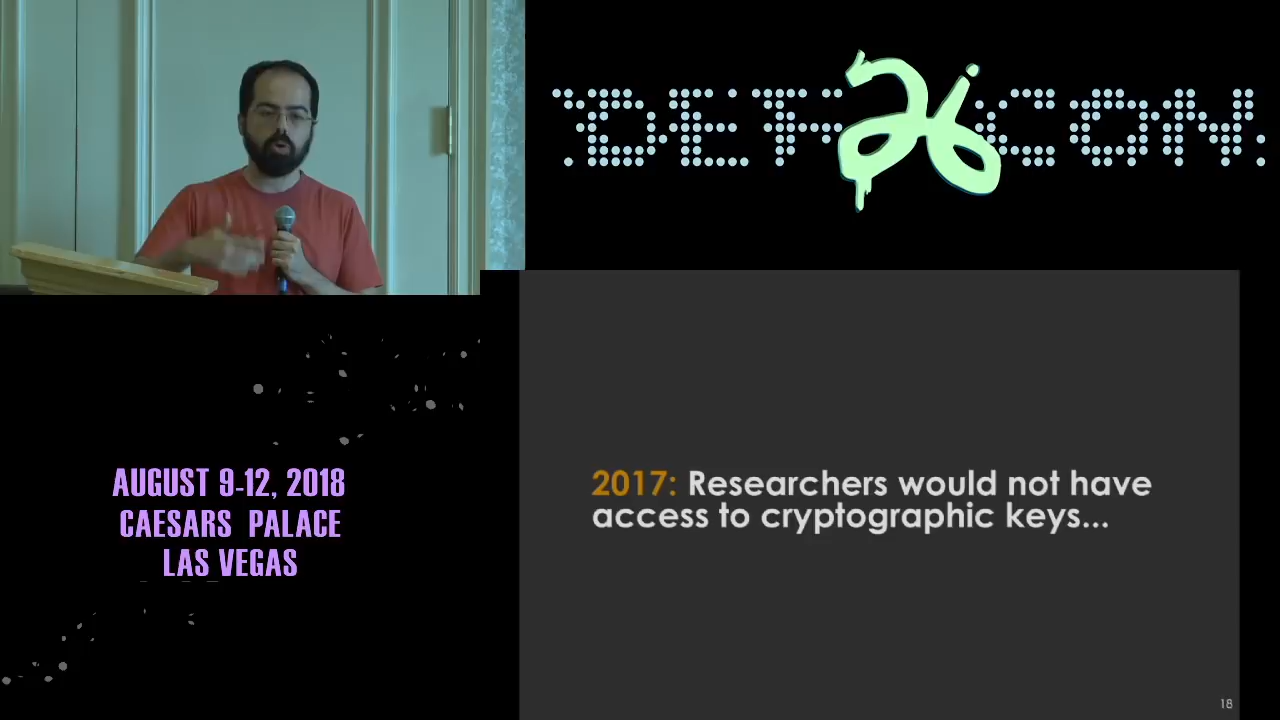 DEF 26 CON
AUGUST 9-12, 2018
CAESARS PALACE
LAS VEGAS
2017: Researchers would not have
access to cryptographic keys...
18